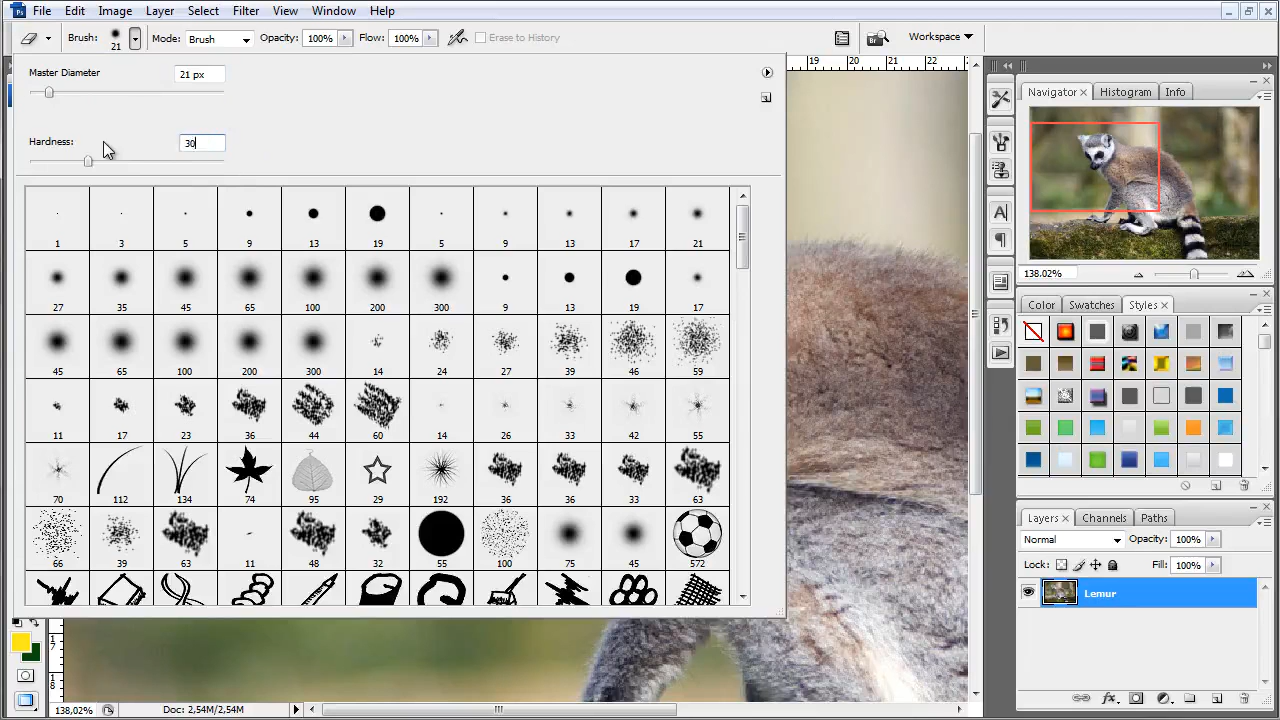 Ps File Edit Image Layer Select Filter View Window Help
Brush: 21 Mode: Brush Opacity: 100% Flow: 100% Erase to History Br Workspace
Master Diameter 21 px
Hardness: 30
19 20 21 22
1 3 5 9 13 19 5 9 13 17 21
27 35 45 65 100 200 300 9 13 19 17
45 65 100 200 300 14 24 27 39 46 59
11 17 23 36 44 60 14 26 33 42 55
70 112 134 74 95 29 192 36 36 33 63
66 39 63 11 48 32 55 100 75 45 572
17
18
138,02% Doc: 2,54M/2,54M
Navigator Histogram Info
138.02%
Color Swatches Styles
Layers Channels Paths
Normal Opacity: 100%
Lock: Fill: 100%
Lemur